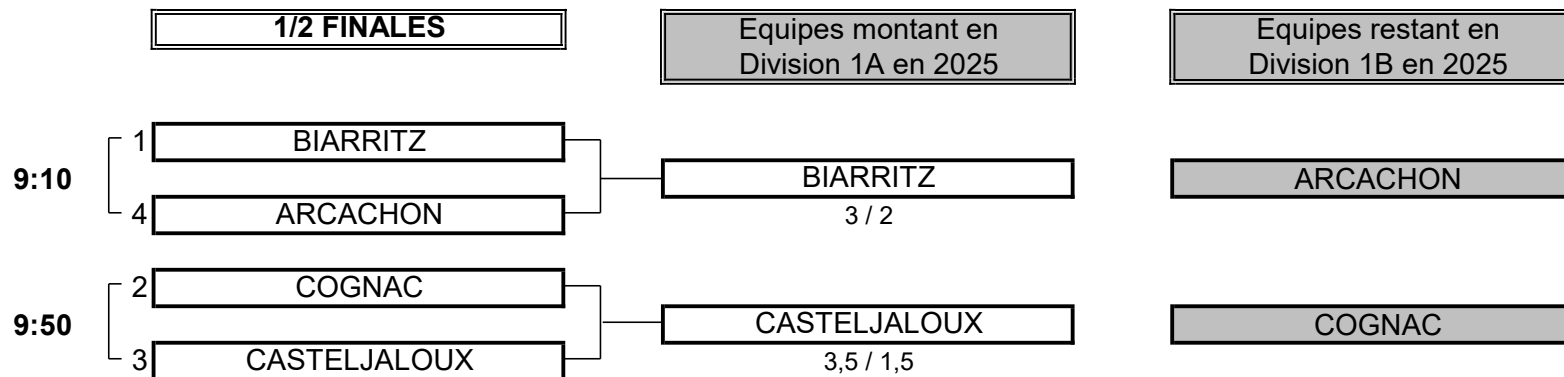 1/2 FINALES
Equipes montant en
Division 1A en 2025
Equipes restant en
Division 1B en 2025
1
BIARRITZ
9:10
BIARRITZ
ARCACHON
4
ARCACHON
3 / 2
2
COGNAC
9:50
CASTELJALOUX
COGNAC
3
CASTELJALOUX
3,5 / 1,5